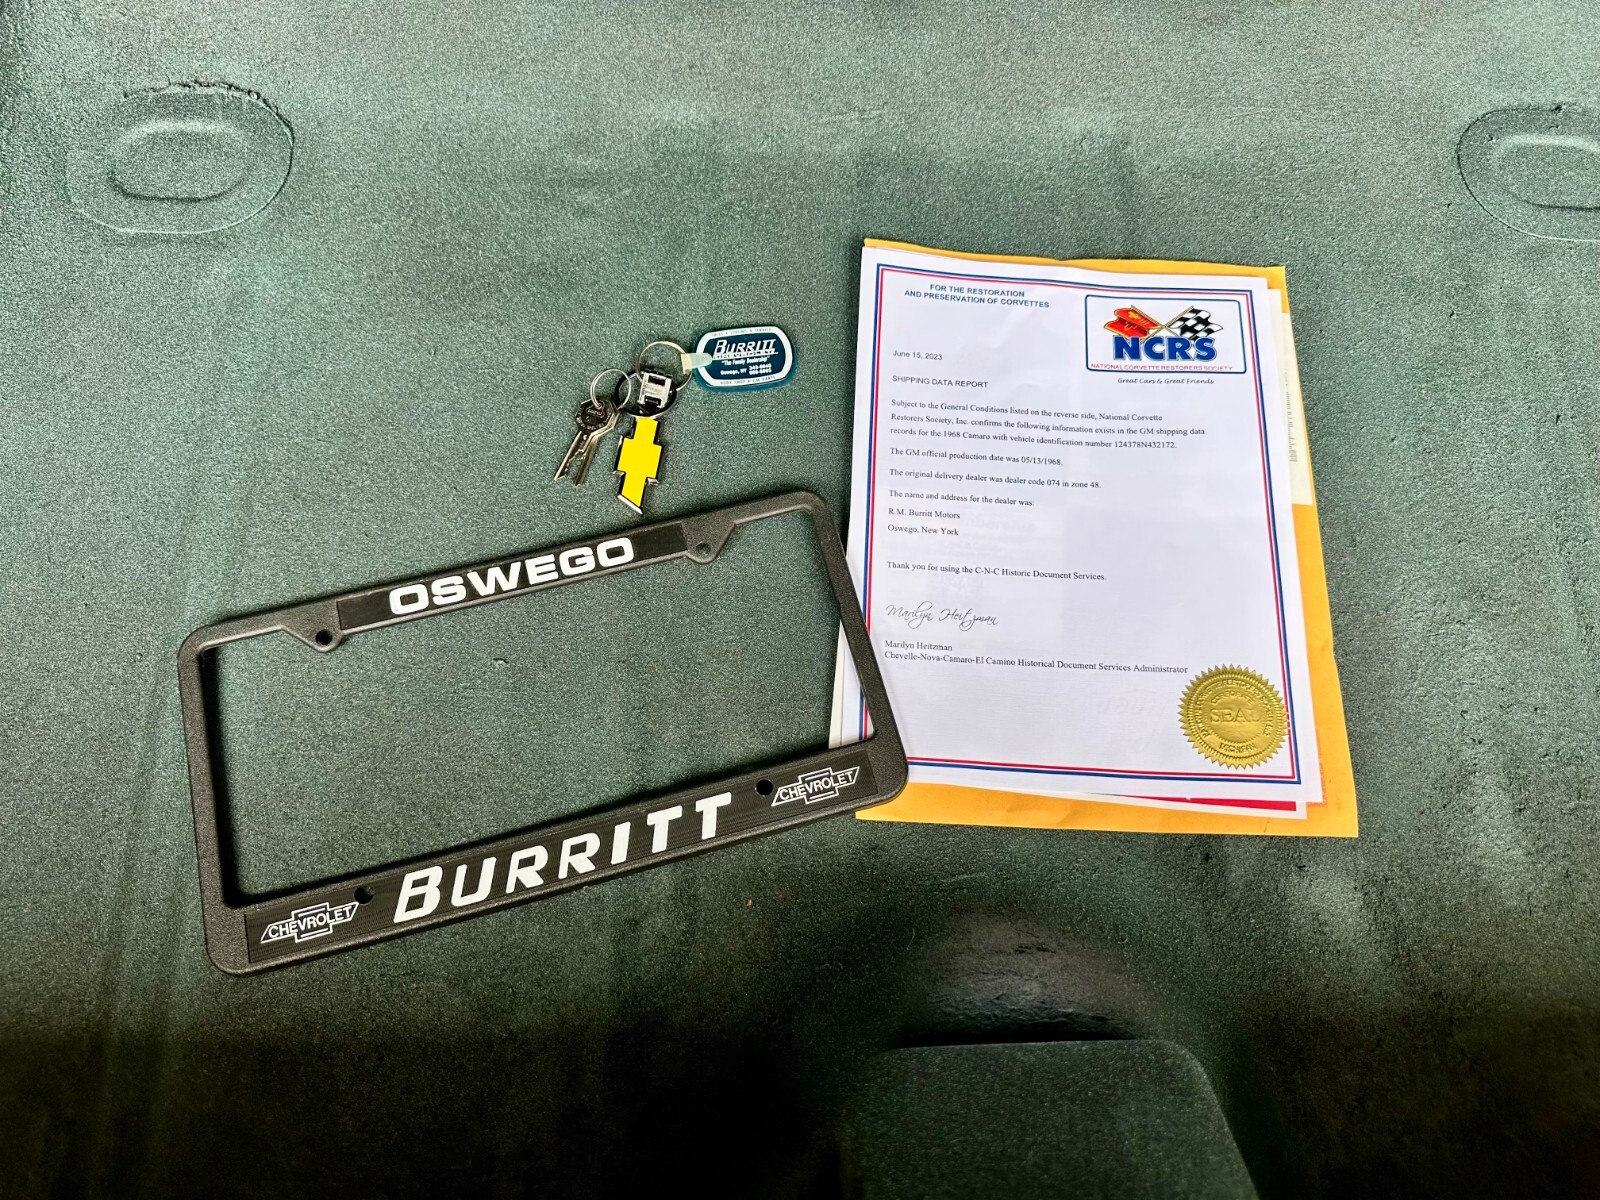 BURRITT
"The Family Dealership"
Oswego, NY
OSWEGO
CHEVROLET
BURRITT
CHEVROLET
FOR THE RESTORATION
AND PRESERVATION OF CORVETTES
NCRS
NATIONAL CORVETTE RESTORERS SOCIETY
Great Cars & Great Friends
June 15, 2023
SHIPPING DATA REPORT
Subject to the General Conditions listed on the reverse side, National Corvette
Restorers Society, Inc. confirms the following information exists in the GM shipping data
records for the 1968 Camaro with vehicle identification number 124378N432172.
The GM official production date was 05/13/1968.
The original delivery dealer was dealer code 074 in zone 48.
The name and address for the dealer was:
R.M. Burritt Motors
Oswego, New York
Thank you for using the C-N-C Historic Document Services.
Marilyn Heitzman
Marilyn Heitzman
Chevelle-Nova-Camaro-El Camino Historical Document Services Administrator
SEAL